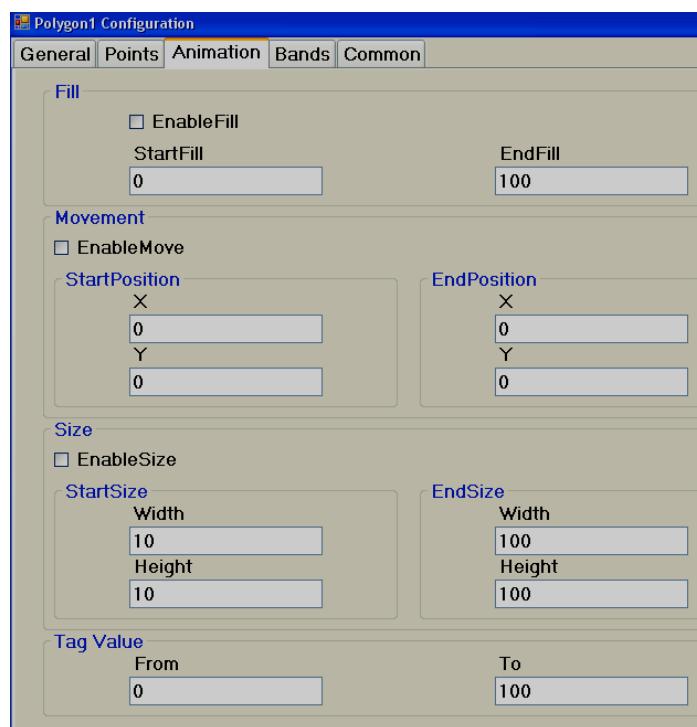 Polygon1 Configuration
General Points Animation Bands Common
Fill
EnableFill
StartFill EndFill
0 100
Movement
EnableMove
StartPosition EndPosition
X X
0 0
Y Y
0 0
Size
EnableSize
StartSize EndSize
Width Width
10 100
Height Height
10 100
Tag Value
From To
0 100